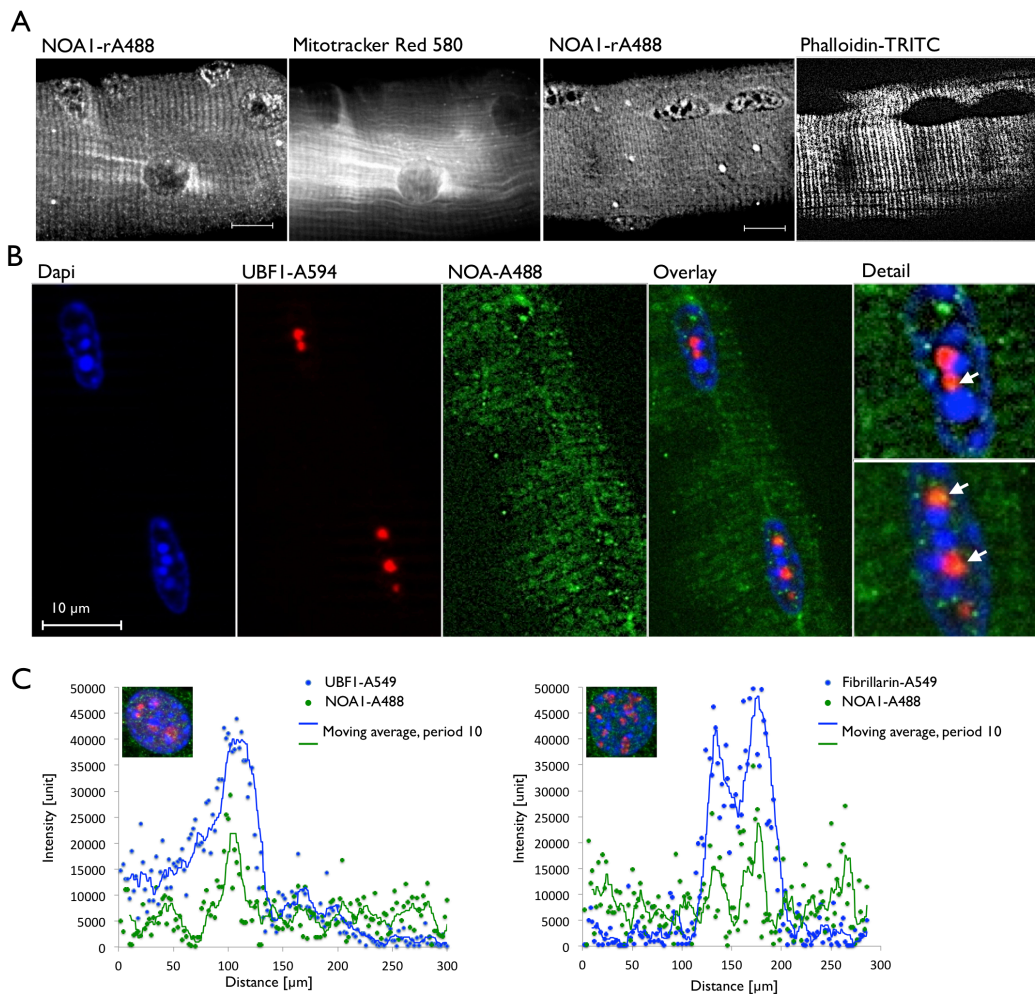 A
NOA1-rA488 Mitotracker Red 580 NOA1-rA488 Phalloidin-TRITC
B
Dapi UBF1-A594 NOA-A488 Overlay Detail
10 µm
C
UBF1-A549
NOA1-A488
Moving average, period 10
Intensity [unit]
50000
45000
40000
35000
30000
25000
20000
15000
10000
5000
0
0 50 100 150 200 250 300
Distance [µm]
Fibrillarin-A549
NOA1-A488
Moving average, period 10
Intensity [unit]
50000
45000
40000
35000
30000
25000
20000
15000
10000
5000
0
0 50 100 150 200 250 300
Distance [µm]